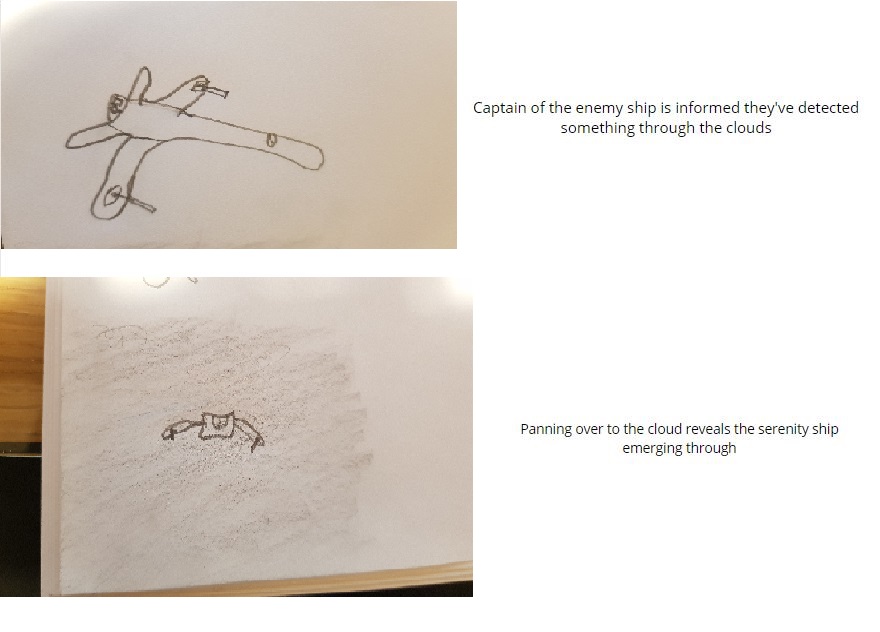 Captain of the enemy ship is informed they've detected
something through the clouds
Panning over to the cloud reveals the serenity ship
emerging through